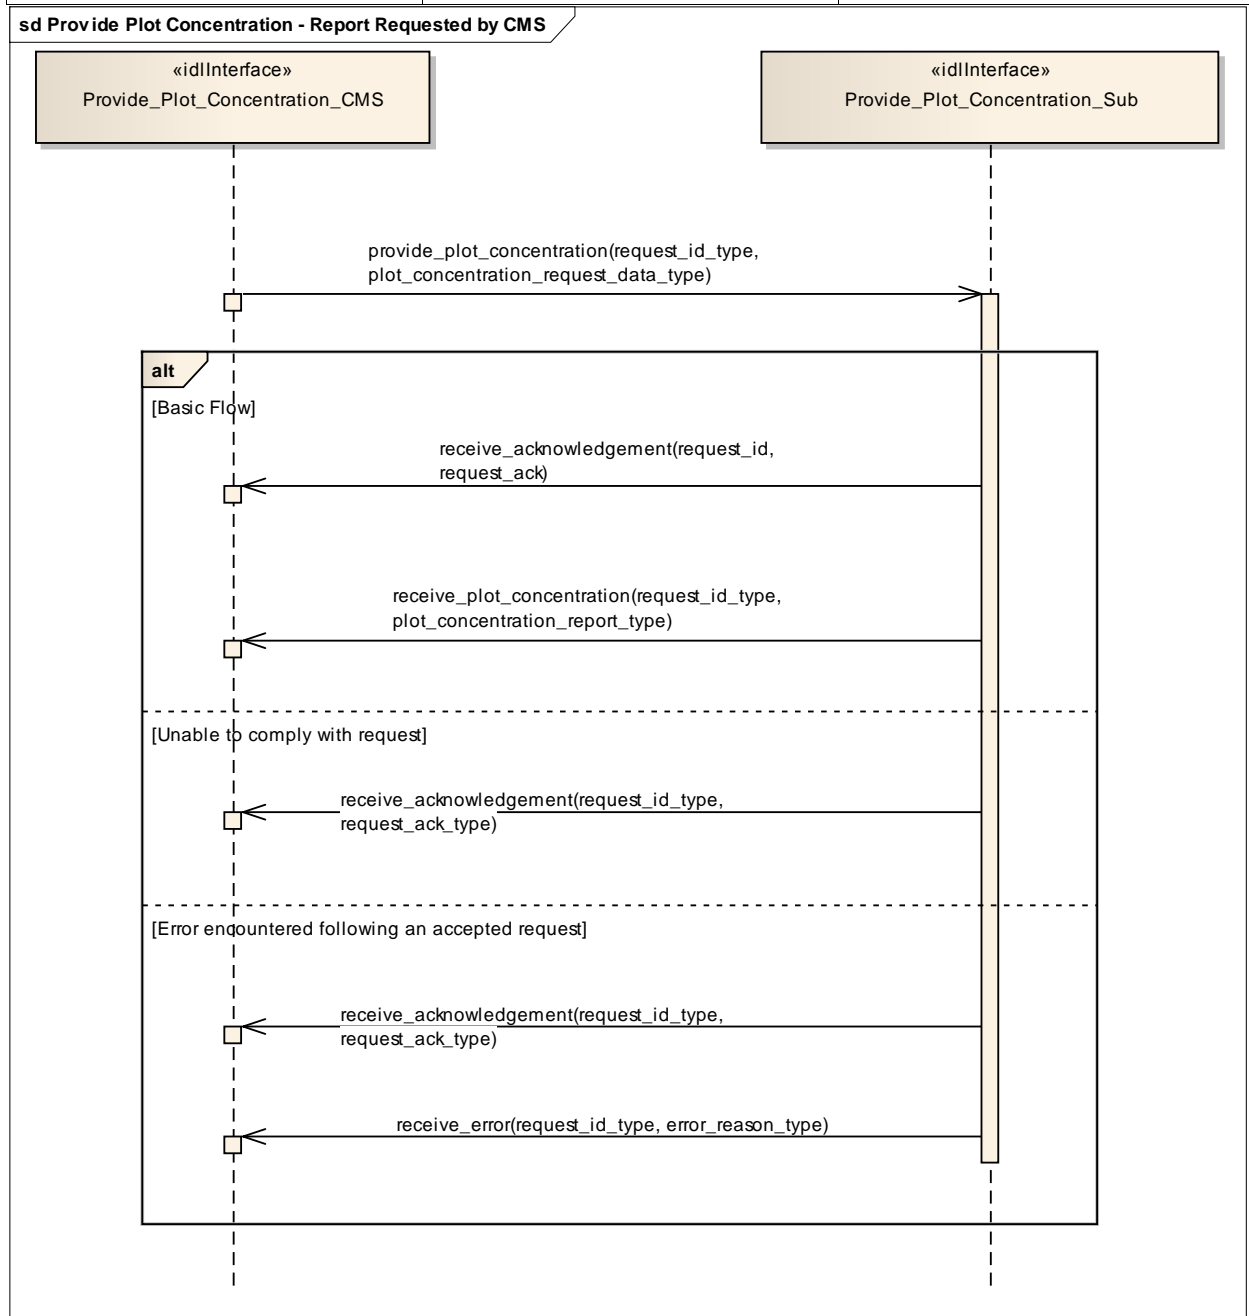 sd Provide Plot Concentration - Report Requested by CMS
«idlInterface»
Provide_Plot_Concentration_CMS
«idlInterface»
Provide_Plot_Concentration_Sub
provide_plot_concentration(request_id_type,
plot_concentration_request_data_type)
alt
[Basic Flow]
receive_acknowledgement(request_id,
request_ack)
receive_plot_concentration(request_id_type,
plot_concentration_report_type)
[Unable to comply with request]
receive_acknowledgement(request_id_type,
request_ack_type)
[Error encountered following an accepted request]
receive_acknowledgement(request_id_type,
request_ack_type)
receive_error(request_id_type, error_reason_type)